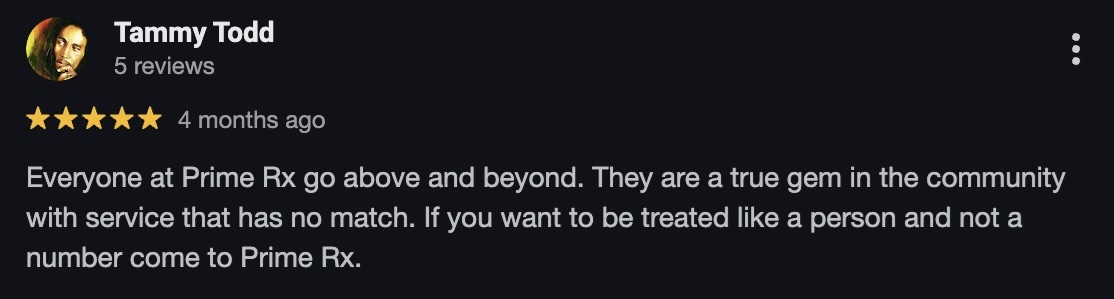 Tammy Todd
5 reviews
4 months ago
Everyone at Prime Rx go above and beyond. They are a true gem in the community
with service that has no match. If you want to be treated like a person and not a
number come to Prime Rx.